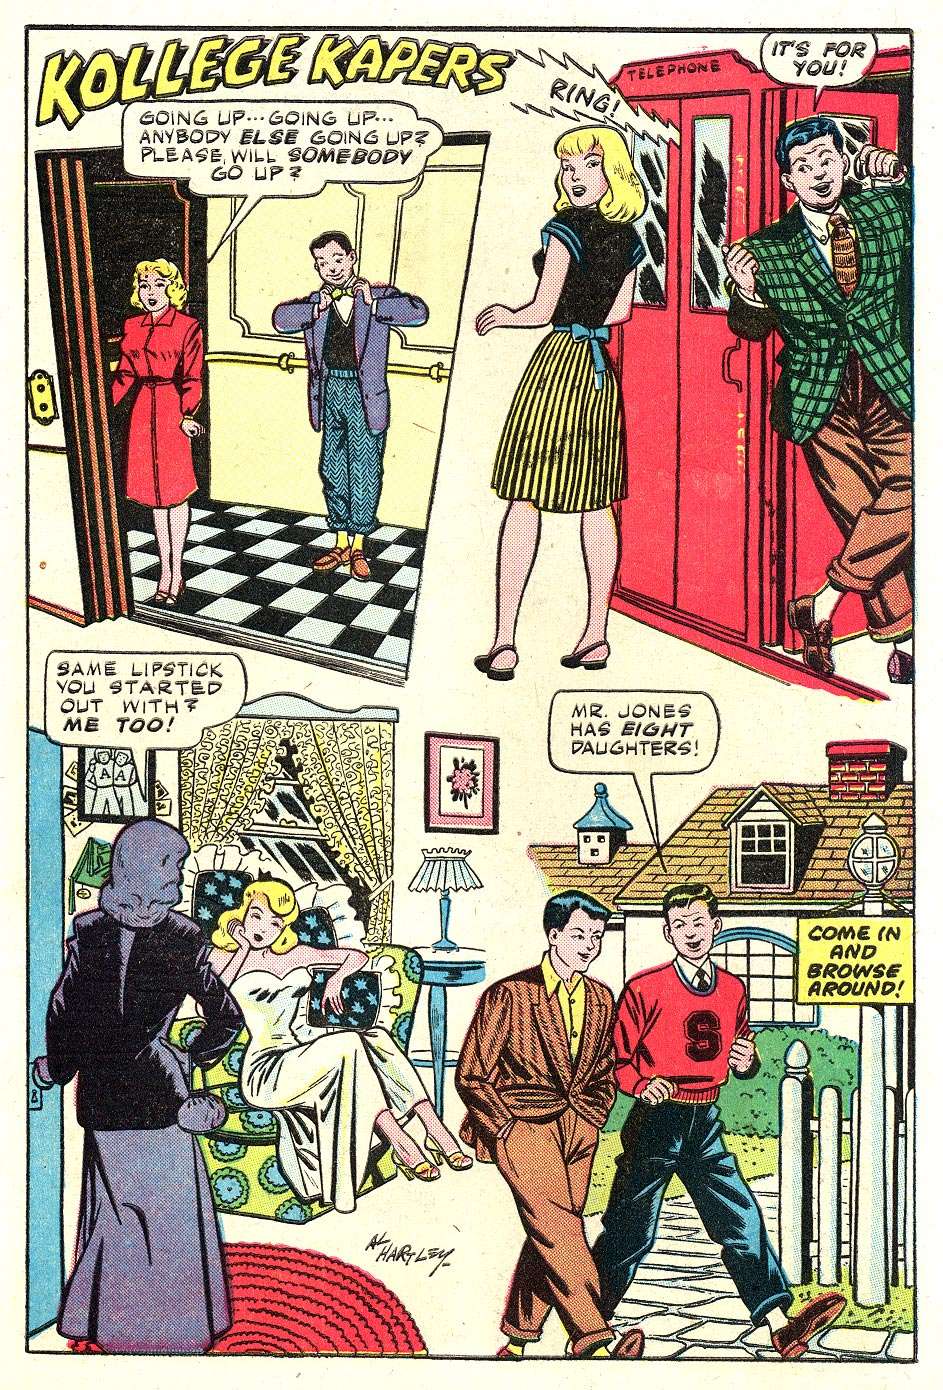 KOLLEGE KAPERS
GOING UP...GOING UP...
ANYBODY ELSE GOING UP?
PLEASE, WILL SOMEBODY
GO UP?
RING!
TELEPHONE
IT'S FOR
YOU!
SAME LIPSTICK
YOU STARTED
OUT WITH?
ME TOO!
A A
MR. JONES
HAS EIGHT
DAUGHTERS!
COME IN
AND
BROWSE
AROUND!
S
AL
HARTLEY